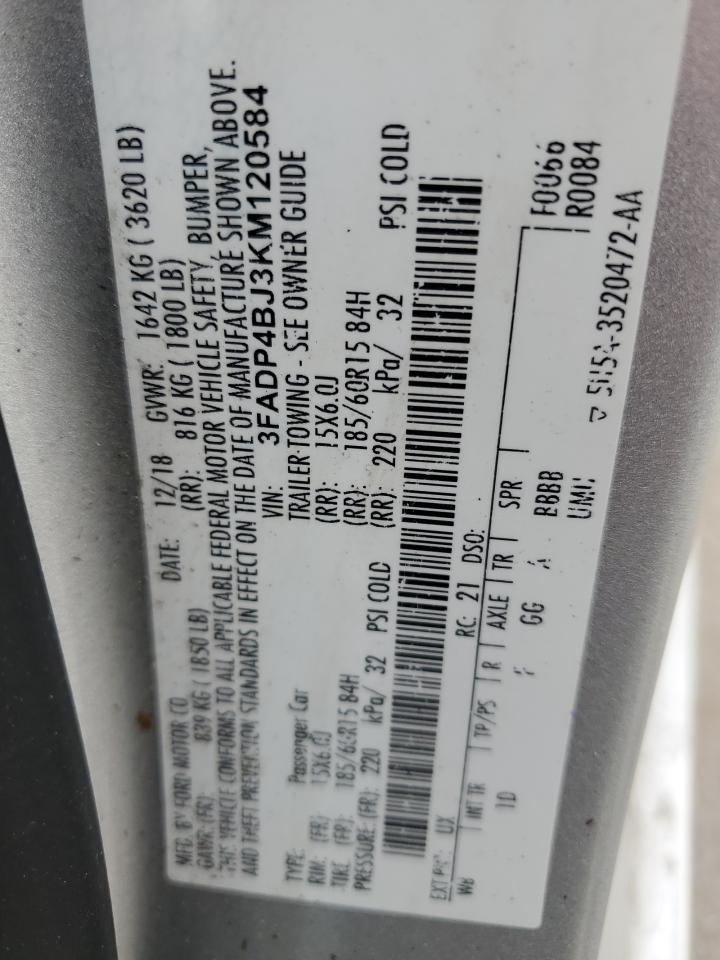 MFD. BY FORD MOTOR CO.
DATE: 12/18 GVWR: 1642 KG ( 3620 LB)
GAWR: (FR): 839 KG ( 1850 LB) (RR): 816 KG ( 1800 LB)
THIS VEHICLE CONFORMS TO ALL APPLICABLE FEDERAL MOTOR VEHICLE SAFETY, BUMPER,
AND THEFT PREVENTION STANDARDS IN EFFECT ON THE DATE OF MANUFACTURE SHOWN ABOVE.
VIN: 3FADP4BJ3KM120584
TYPE: Passenger Car TRAILER TOWING - SEE OWNER GUIDE
RIM: (FR): 15X6.0J (RR): 15X6.0J
TIRE (FR): 185/60R15 84H (RR): 185/60R15 84H
PRESSURE: (FR): 220 kPa/ 32 PSI COLD (RR): 220 kPa/ 32 PSI COLD
EXT PNT: UX RC: 21 DSO: F0066
WB INT TR TP/PS R AXLE TR SPR R0084
ID GG A BBBB